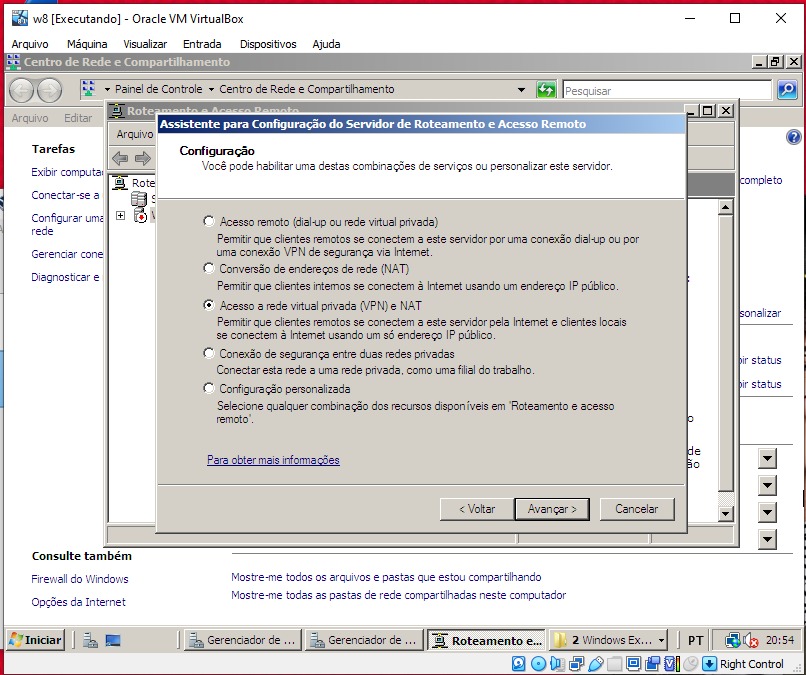 w8 [Executando] - Oracle VM VirtualBox
Arquivo Máquina Visualizar Entrada Dispositivos Ajuda
Centro de Rede e Compartilhamento
Painel de Controle Centro de Rede e Compartilhamento Pesquisar
Arquivo Editar
Roteamento e Acesso Remoto
Arquivo
Assistente para Configuração do Servidor de Roteamento e Acesso Remoto
Configuração
Você pode habilitar uma destas combinações de serviços ou personalizar este servidor.
Tarefas
Exibir computa
Conectar-se a
Configurar uma
rede
Gerenciar cone
Diagnosticar e
Rote
S
completo
sonalizar
bir status
bir status
o
de
ão
Acesso remoto (dial-up ou rede virtual privada)
Permitir que clientes remotos se conectem a este servidor por uma conexão dial-up ou por
uma conexão VPN de segurança via Internet.
Conversão de endereços de rede (NAT)
Permitir que clientes internos se conectem à Internet usando um endereço IP público.
Acesso a rede virtual privada (VPN) e NAT
Permitir que clientes remotos se conectem a este servidor pela Internet e clientes locais
se conectem à Internet usando um só endereço IP público.
Conexão de segurança entre duas redes privadas
Conectar esta rede a uma rede privada, como uma filial do trabalho.
Configuração personalizada
Selecione qualquer combinação dos recursos disponíveis em 'Roteamento e acesso
remoto'.
Para obter mais informações
< Voltar Avançar > Cancelar
Consulte também
Firewall do Windows
Opções da Internet
Mostre-me todos os arquivos e pastas que estou compartilhando
Mostre-me todas as pastas de rede compartilhadas neste computador
Iniciar Gerenciador de ... Gerenciador de ... Roteamento e... 2 Windows Ex... PT 20:54
Right Control